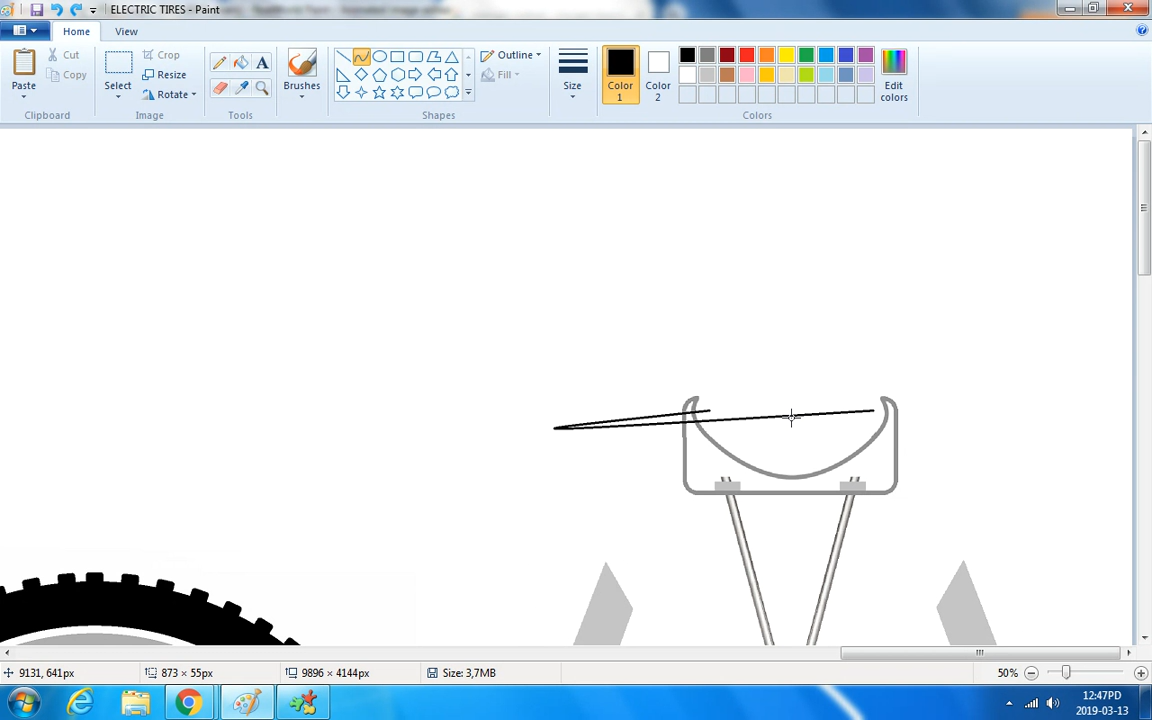 ELECTRIC TIRES - Paint
Home
View
Paste
Cut
Copy
Clipboard
Select
Crop
Resize
Rotate
Image
A
Tools
Brushes
Outline
Fill
Shapes
Size
Color
1
Color
2
Edit
colors
Colors
9131, 641px
873 × 55px
9896 × 4144px
Size: 3,7MB
50%
12:47PD
2019-03-13